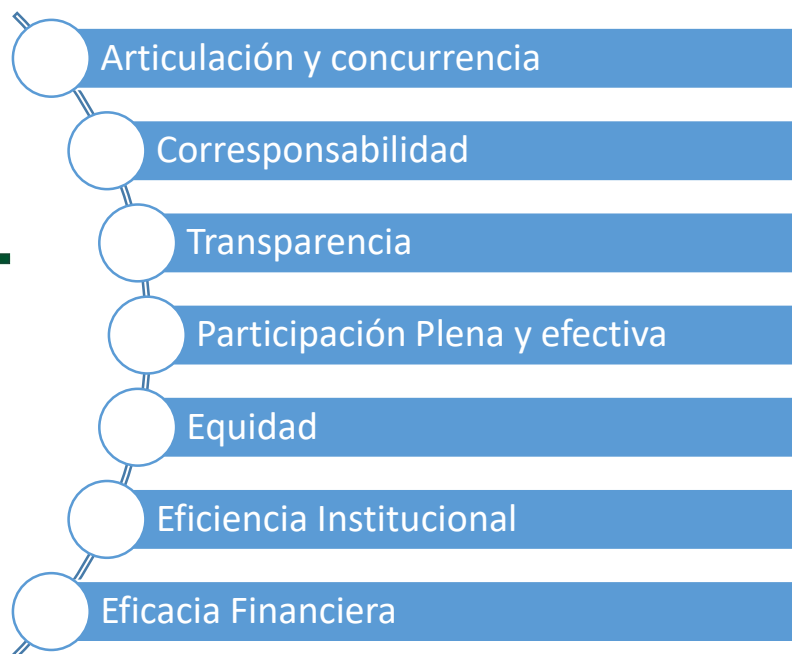 Articulación y concurrencia
Corresponsabilidad
Transparencia
Participación Plena y efectiva
Equidad
Eficiencia Institucional
Eficacia Financiera